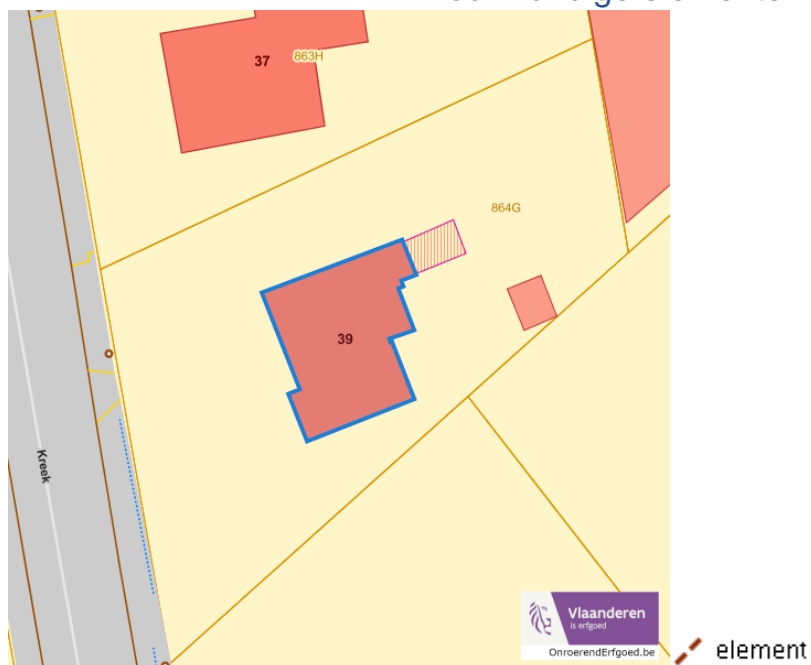 37
863H
864G
39
Kreek
Vlaanderen
is erfgoed
OnroerendErfgoed.be
element